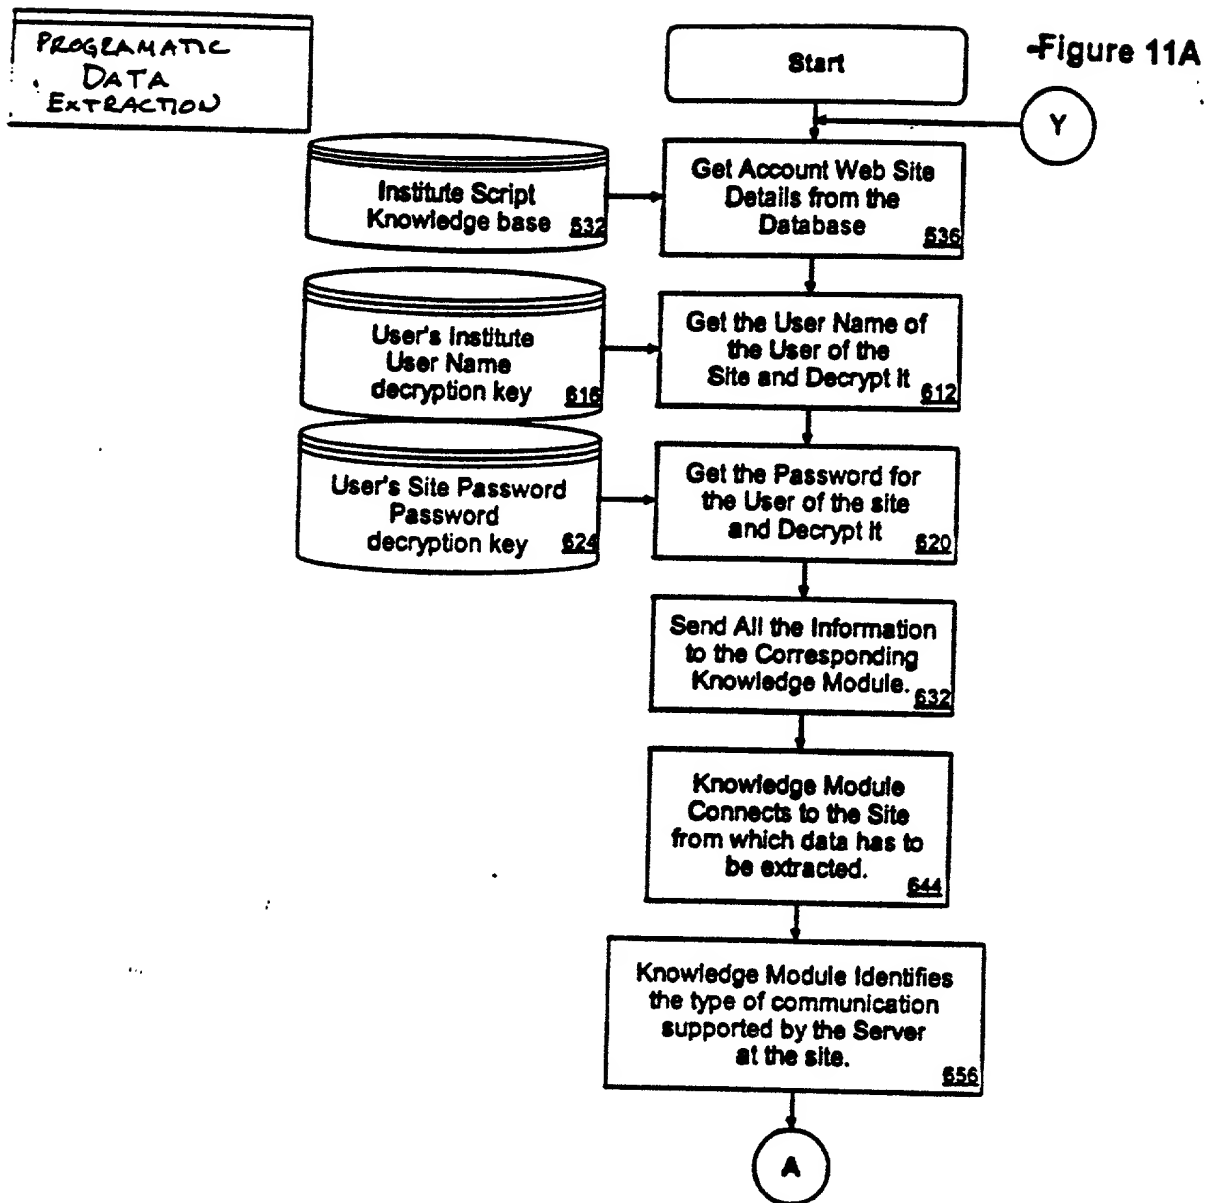 PROGRAMATIC
DATA
EXTRACTION
Figure 11A
Start
Y
Institute Script
Knowledge base 532
Get Account Web Site
Details from the
Database 536
User's Institute
User Name
decryption key 616
Get the User Name of
the User of the
Site and Decrypt It 612
User's Site Password
Password
decryption key 624
Get the Password for
the User of the site
and Decrypt It 620
Send All the Information
to the Corresponding
Knowledge Module. 632
Knowledge Module
Connects to the Site
from which data has to
be extracted. 644
Knowledge Module Identifies
the type of communication
supported by the Server
at the site. 656
A